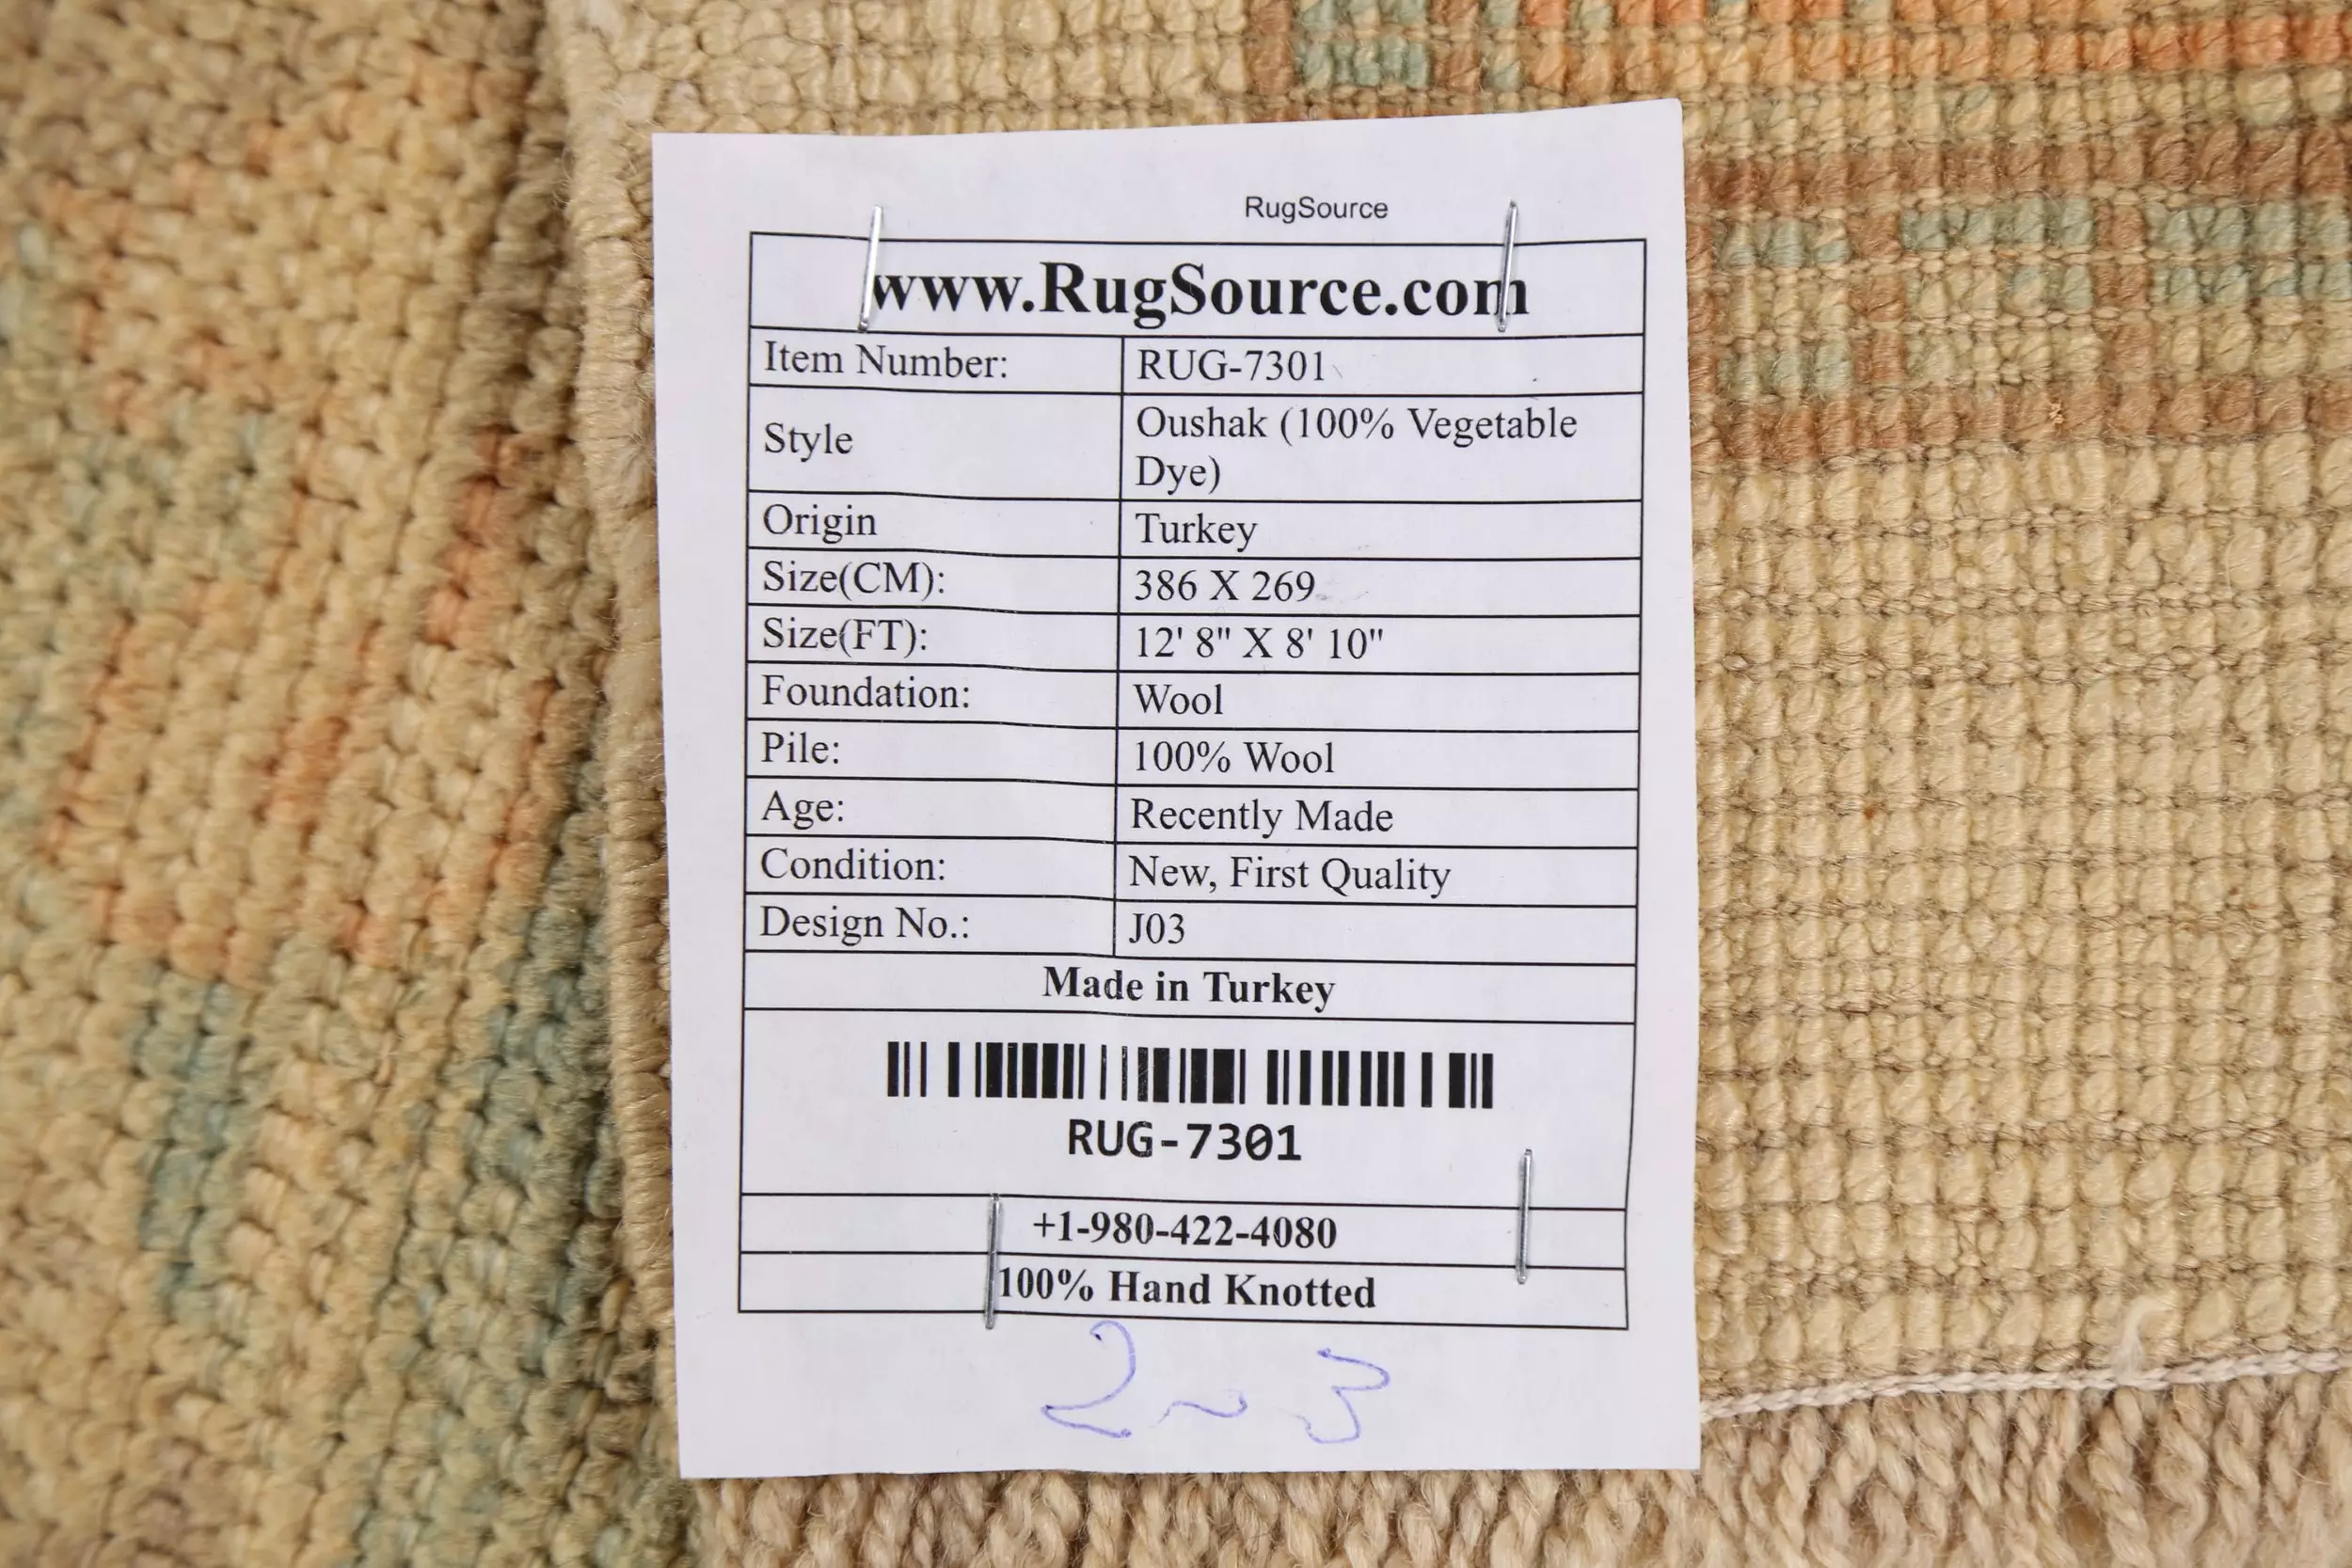 RugSource
www.RugSource.com
Item Number: RUG-7301
Style Oushak (100% Vegetable
Dye)
Origin Turkey
Size(CM): 386 X 269
Size(FT): 12' 8" X 8' 10"
Foundation: Wool
Pile: 100% Wool
Age: Recently Made
Condition: New, First Quality
Design No.: J03
Made in Turkey
RUG-7301
+1-980-422-4080
100% Hand Knotted
2~3